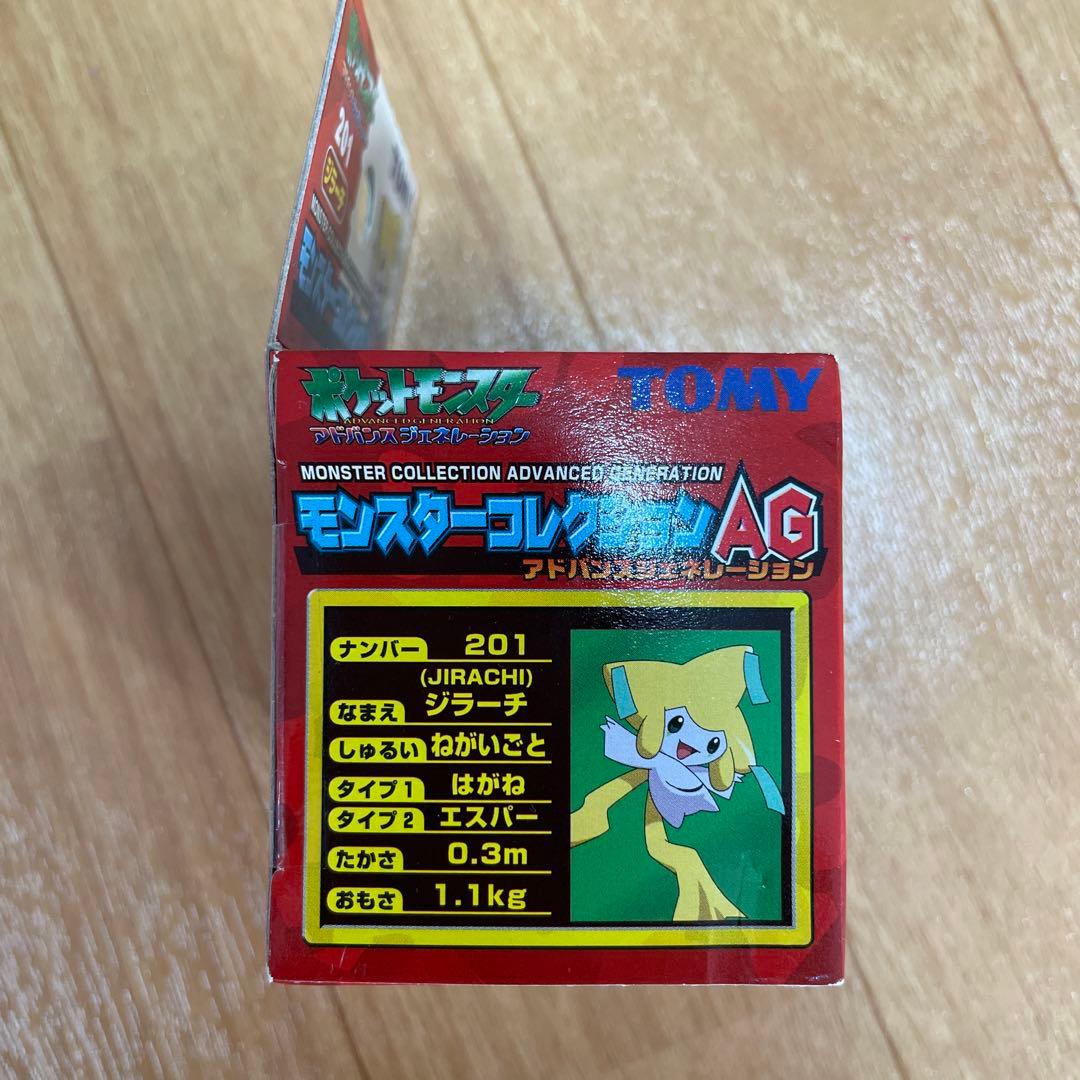 201
ジラーチ
ポケットモンスター
ADVANCED GENERATION
アドバンスジェネレーション
TOMY
MONSTER COLLECTION ADVANCED GENERATION
モンスターコレクションAG
アドバンスジェネレーション
ナンバー 201
(JIRACHI)
なまえ ジラーチ
しゅるい ねがいごと
タイプ1 はがね
タイプ2 エスパー
たかさ 0.3m
おもさ 1.1kg